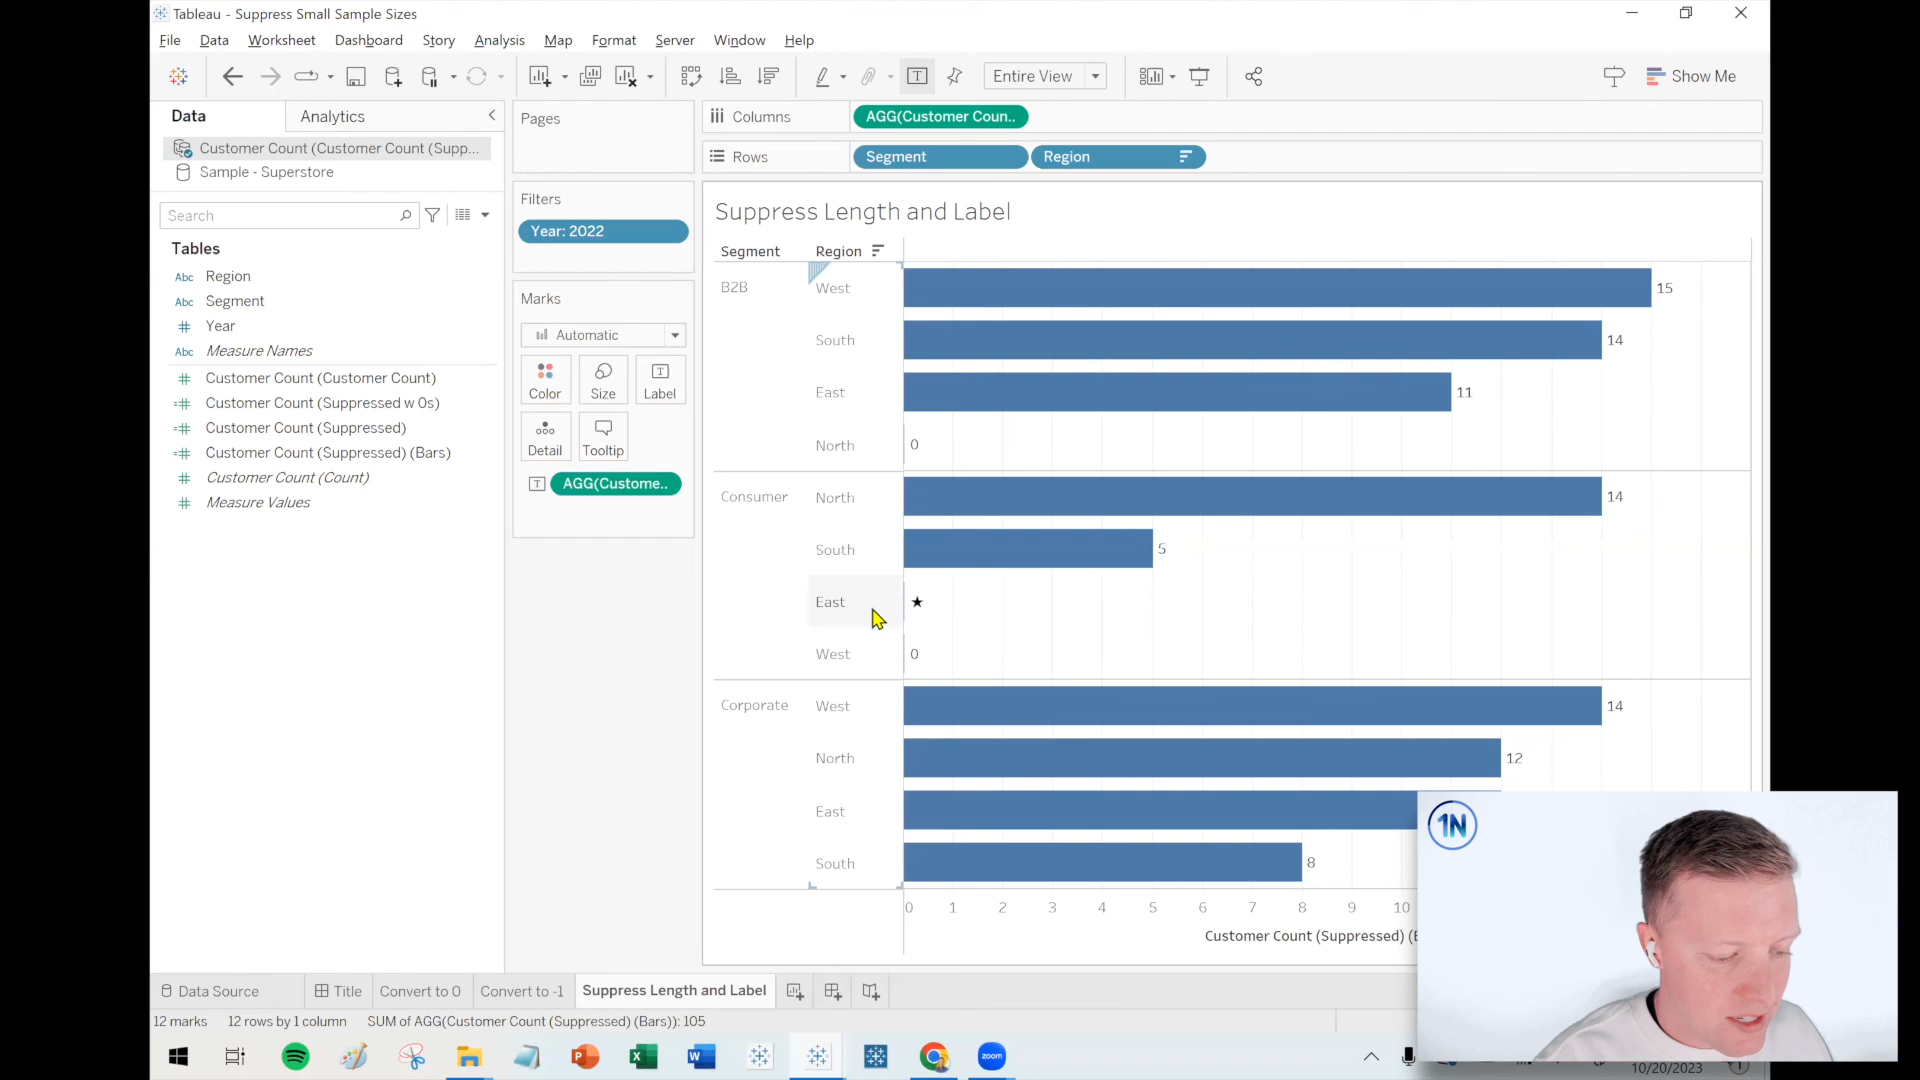 Tableau - Suppress Small Sample Sizes
File Data Worksheet Dashboard Story Analysis Map Format Server Window Help
Entire View
Show Me
Data Analytics
Customer Count (Customer Count (Supp...
Sample - Superstore
Search
Tables
Abc Region
Abc Segment
# Year
Abc Measure Names
# Customer Count (Customer Count)
=# Customer Count (Suppressed w 0s)
=# Customer Count (Suppressed)
=# Customer Count (Suppressed) (Bars)
# Customer Count (Count)
# Measure Values
Pages
Filters
Year: 2022
Marks
Automatic
Color Size Label
Detail Tooltip
AGG(Custome..
Columns AGG(Customer Coun..
Rows Segment Region
Suppress Length and Label
Segment Region
B2B West 15
South 14
East 11
North 0
Consumer North 14
South 5
East ★
West 0
Corporate West 14
North 12
East
South 8
0 1 2 3 4 5 6 7 8 9 10
Customer Count (Suppressed) (
1N
Data Source Title Convert to 0 Convert to -1 Suppress Length and Label
12 marks 12 rows by 1 column SUM of AGG(Customer Count (Suppressed) (Bars)): 105
zoom
10/20/2023